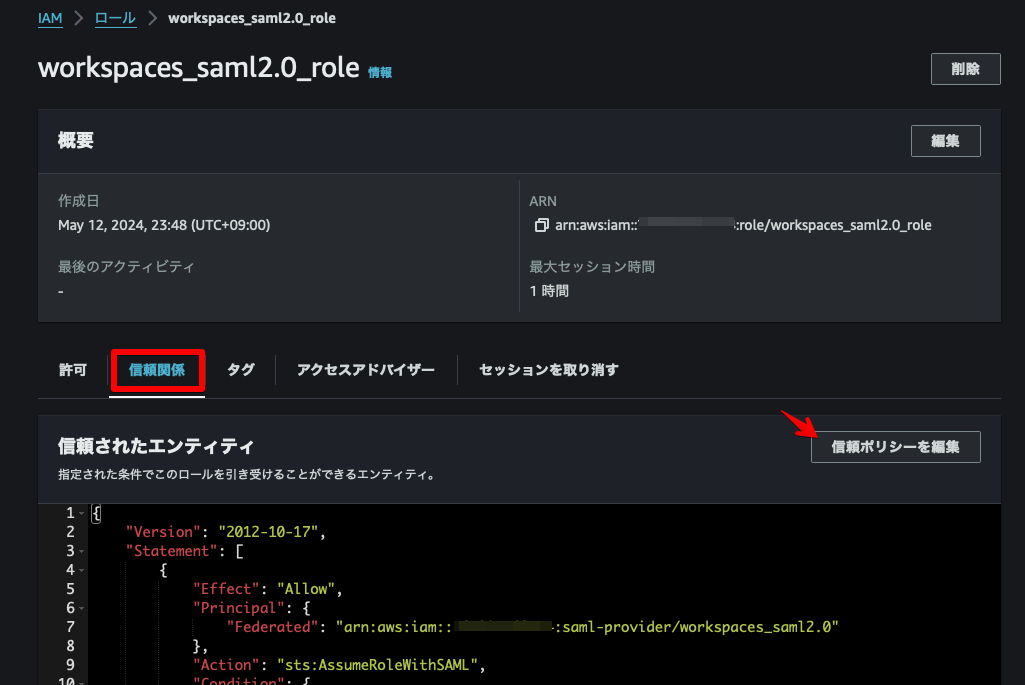 IAM > ロール > workspaces_saml2.0_role
workspaces_saml2.0_role 情報
削除
概要
編集
作成日
May 12, 2024, 23:48 (UTC+09:00)
最後のアクティビティ
-
ARN
arn:aws:iam:: :role/workspaces_saml2.0_role
最大セッション時間
1 時間
許可 信頼関係 タグ アクセスアドバイザー セッションを取り消す
信頼されたエンティティ
信頼ポリシーを編集
指定された条件でこのロールを引き受けることができるエンティティ。
1 {
2 "Version": "2012-10-17",
3 "Statement": [
4 {
5 "Effect": "Allow",
6 "Principal": {
7 "Federated": "arn:aws:iam:: :saml-provider/workspaces_saml2.0"
8 },
9 "Action": "sts:AssumeRoleWithSAML",
10 "Condition": {